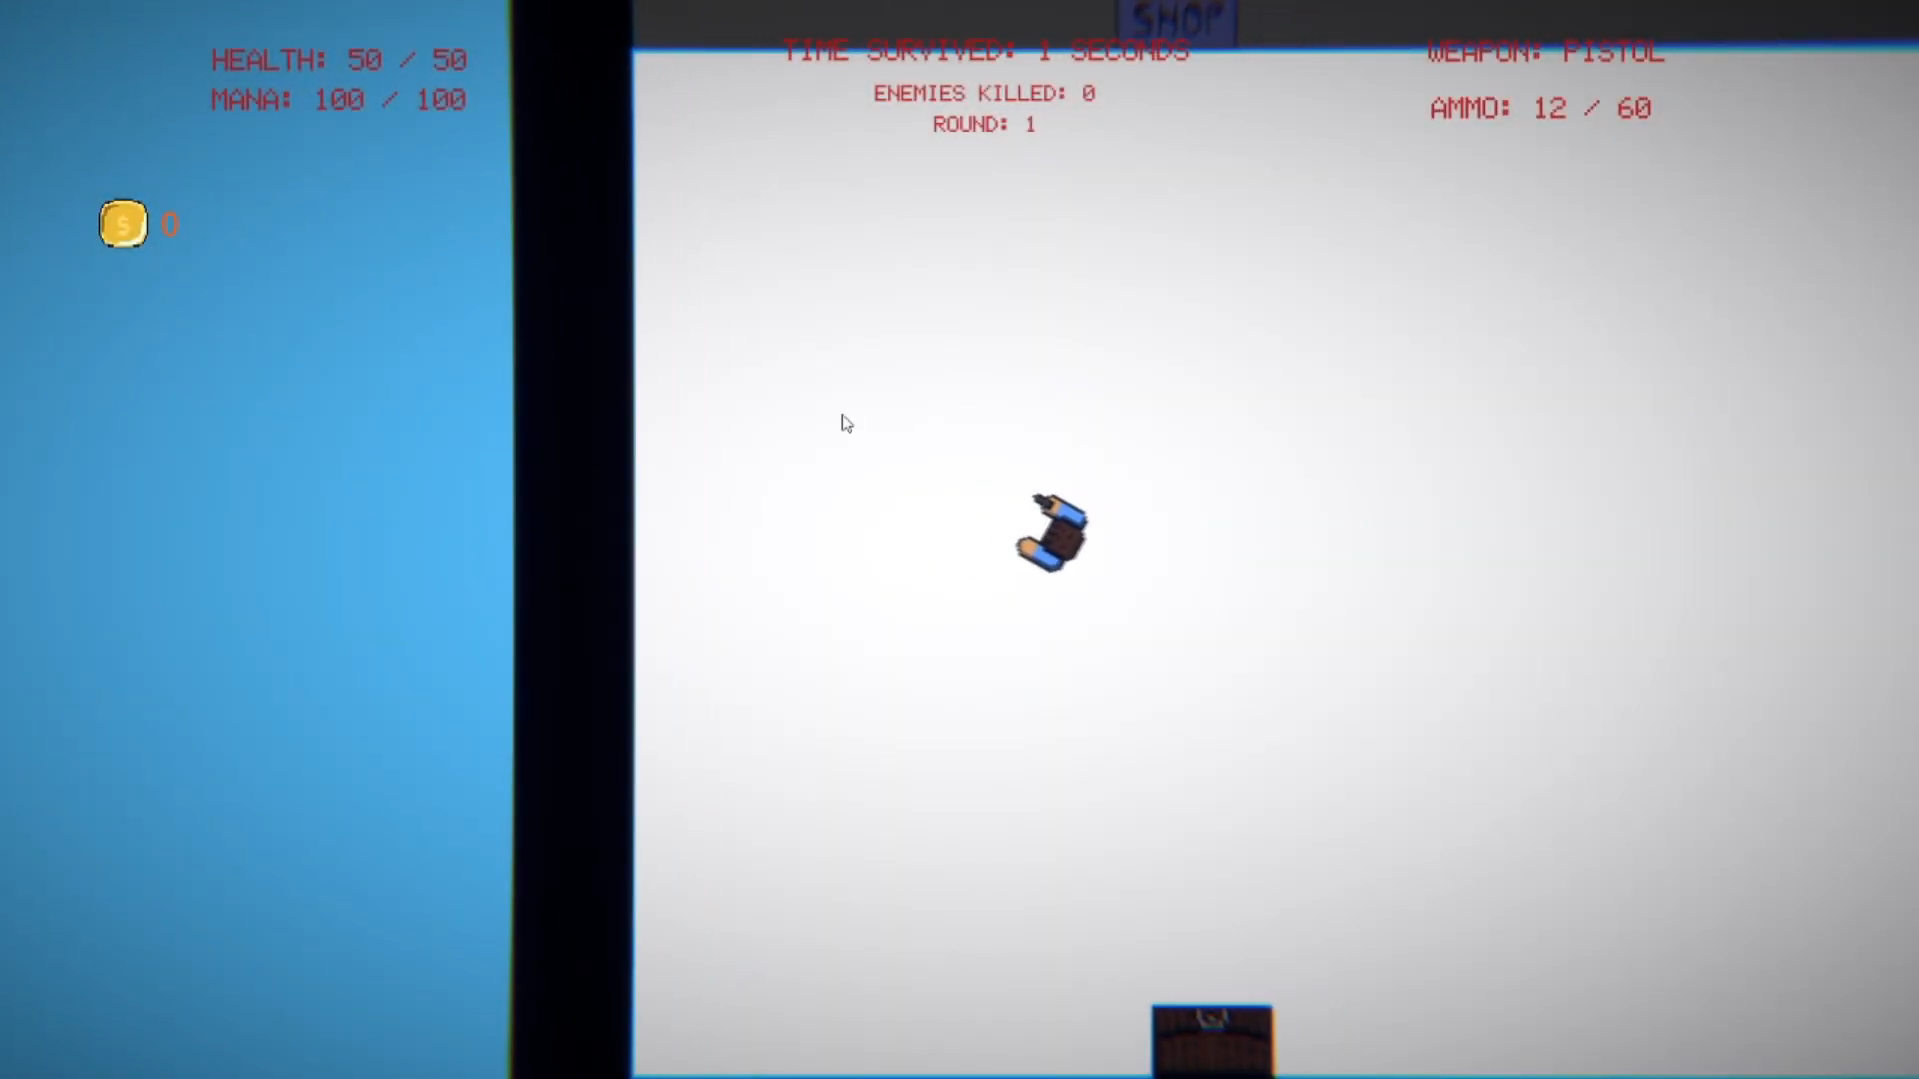 SHOP
HEALTH: 50 / 50
MANA: 100 / 100
TIME SURVIVED: 1 SECONDS
ENEMIES KILLED: 0
ROUND: 1
WEAPON: PISTOL
AMMO: 12 / 60
$ 0